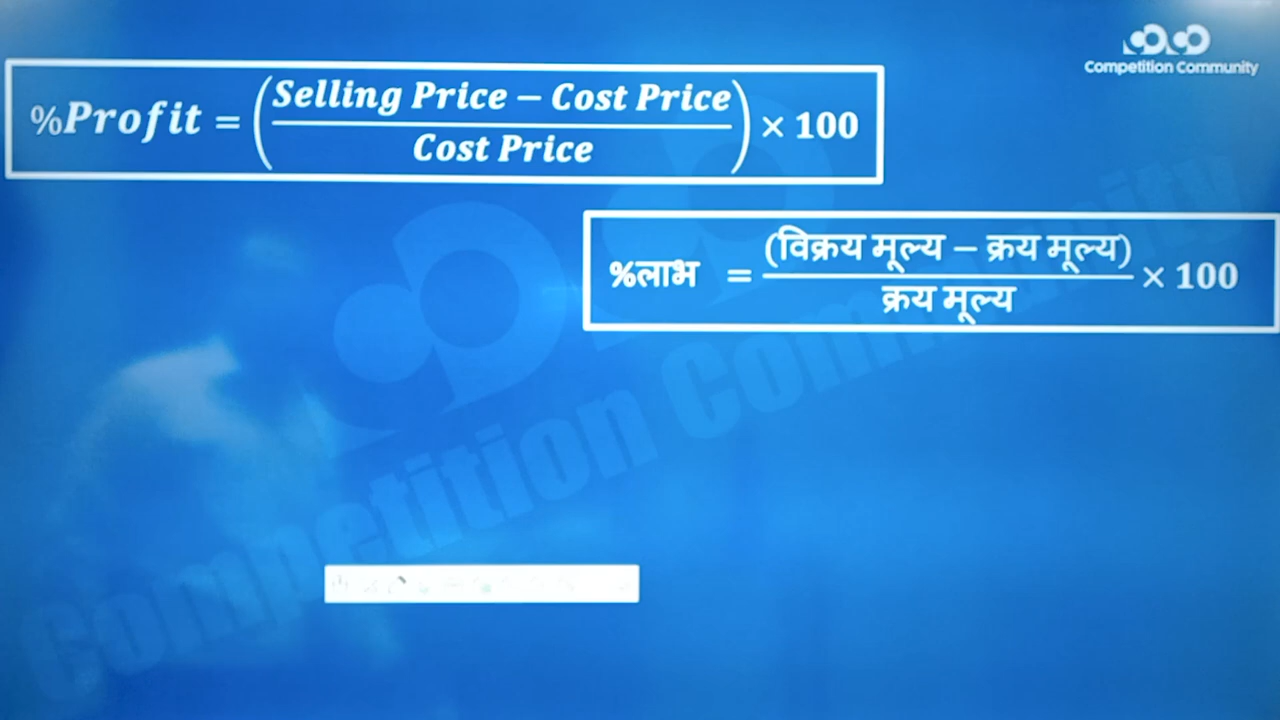 Competition Community
%Profit = (Selling Price − Cost Price / Cost Price) × 100
%लाभ = (विक्रय मूल्य − क्रय मूल्य) / क्रय मूल्य × 100
Competition Community